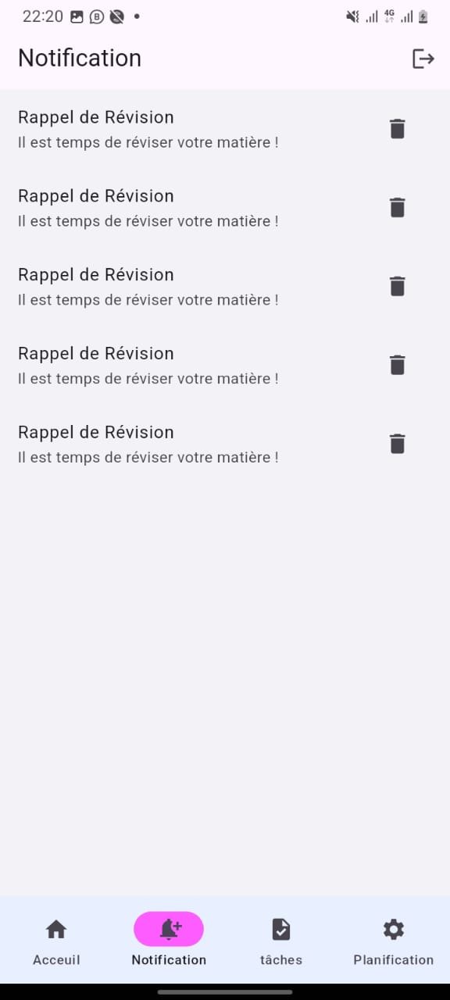 22:20
4G
Notification
Rappel de Révision
Il est temps de réviser votre matière !
Rappel de Révision
Il est temps de réviser votre matière !
Rappel de Révision
Il est temps de réviser votre matière !
Rappel de Révision
Il est temps de réviser votre matière !
Rappel de Révision
Il est temps de réviser votre matière !
Acceuil
Notification
tâches
Planification